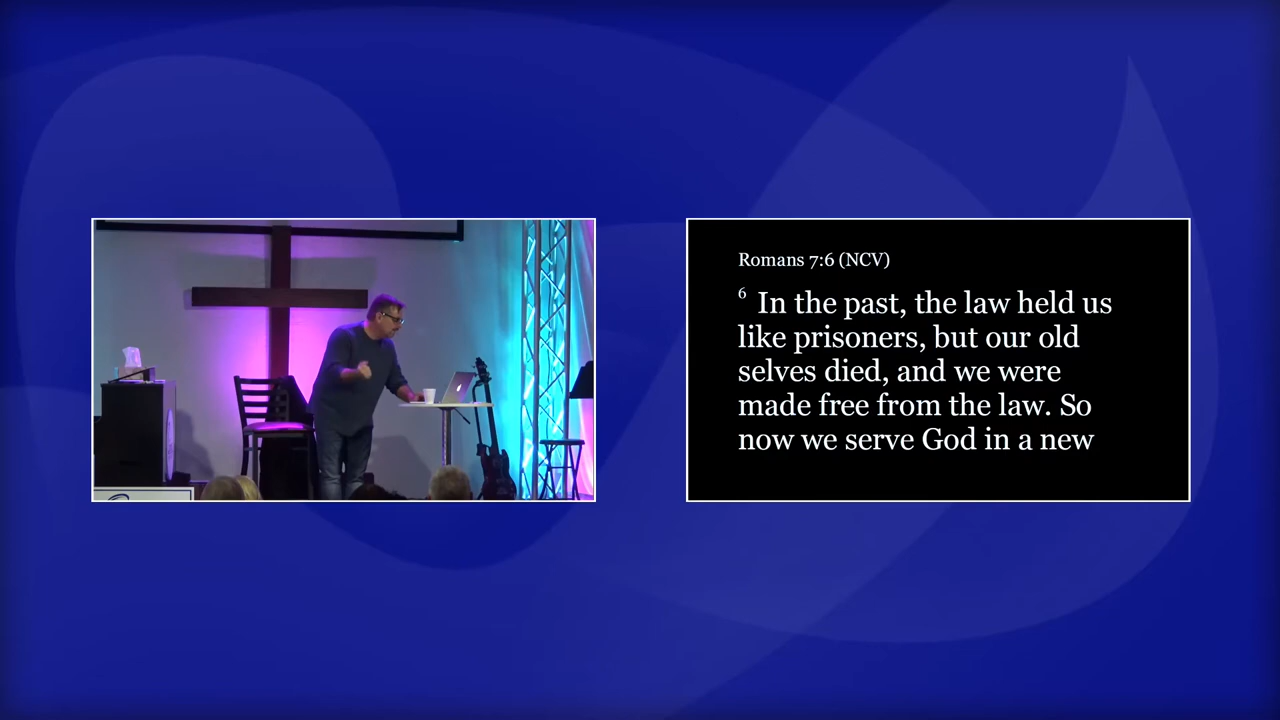 Romans 7:6 (NCV)
6 In the past, the law held us
like prisoners, but our old
selves died, and we were
made free from the law. So
now we serve God in a new